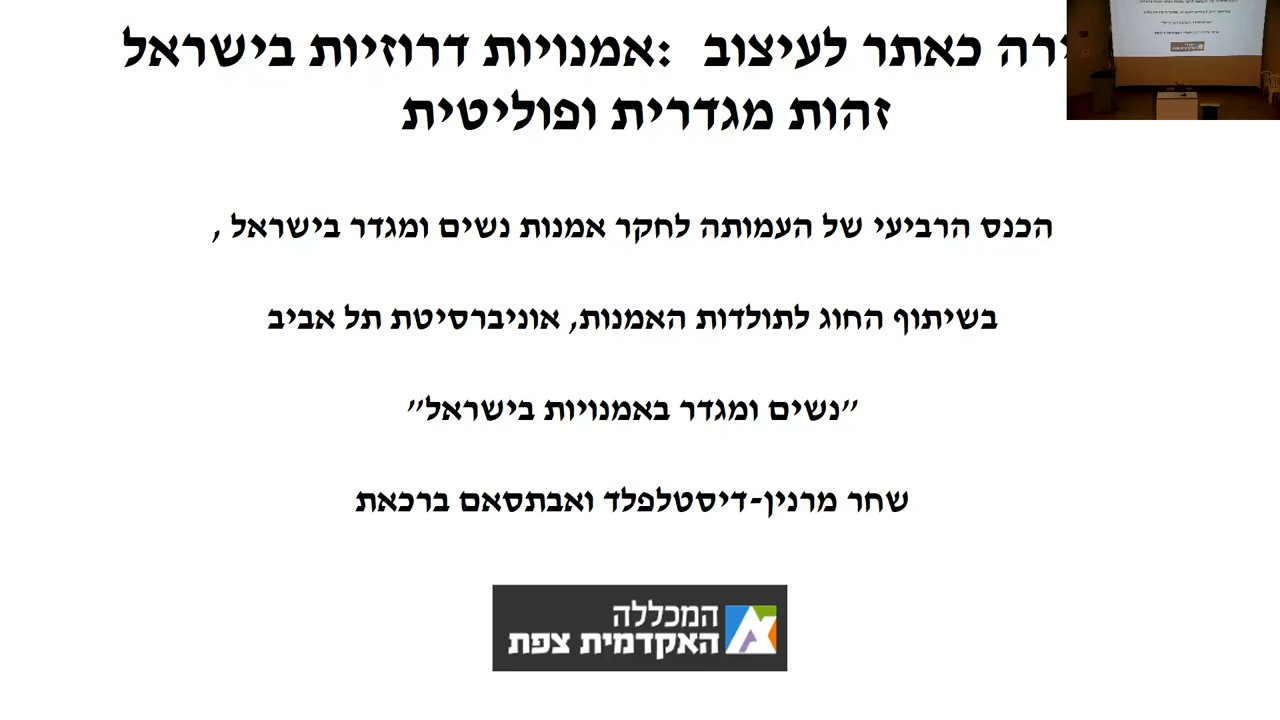 כאתר לעיצוב :אמנויות דרוזיות בישראל
זהות מגדרית ופוליטית
הכנס הרביעי של העמותה לחקר אמנות נשים ומגדר בישראל ,
בשיתוף החוג לתולדות האמנות, אוניברסיטת תל אביב
"נשים ומגדר באמנויות בישראל"
שחר מרנין-דיסטלפלד ואבתסאם ברכאת
המכללה
האקדמית צפת